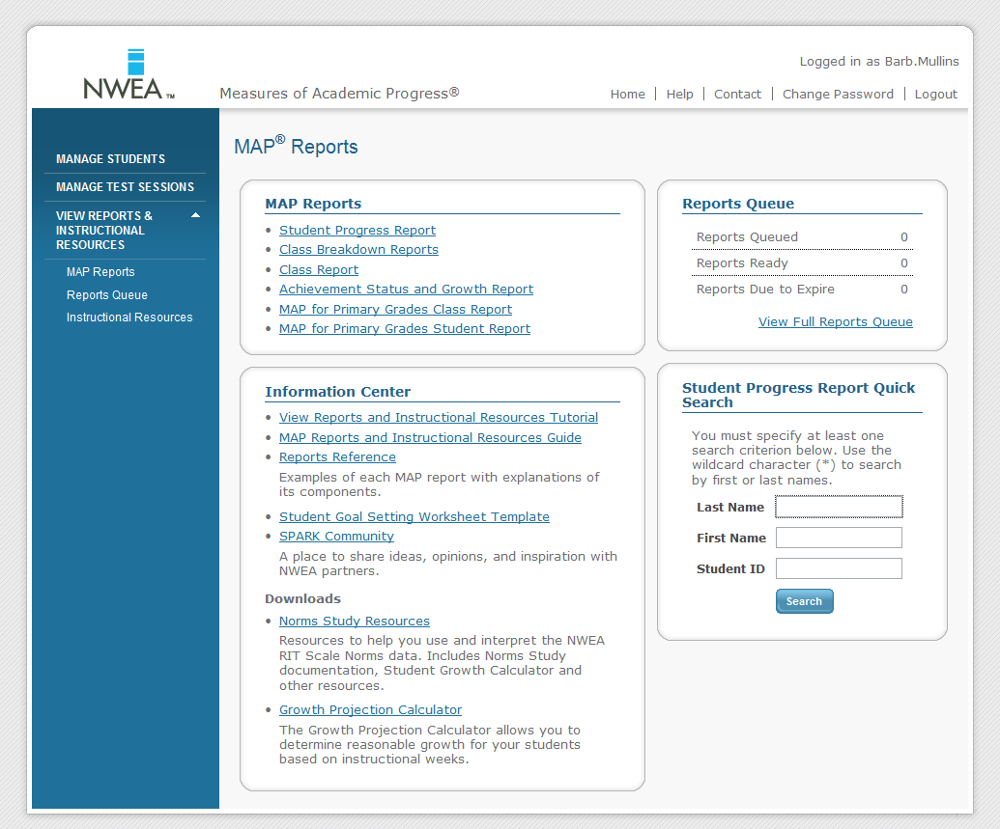 Logged in as Barb.Mullins
NWEA TM
Measures of Academic Progress®
Home | Help | Contact | Change Password | Logout
MANAGE STUDENTS
MANAGE TEST SESSIONS
VIEW REPORTS &
INSTRUCTIONAL
RESOURCES
MAP Reports
Reports Queue
Instructional Resources
MAP® Reports
MAP Reports
• Student Progress Report
• Class Breakdown Reports
• Class Report
• Achievement Status and Growth Report
• MAP for Primary Grades Class Report
• MAP for Primary Grades Student Report
Information Center
• View Reports and Instructional Resources Tutorial
• MAP Reports and Instructional Resources Guide
• Reports Reference
Examples of each MAP report with explanations of
its components.
• Student Goal Setting Worksheet Template
• SPARK Community
A place to share ideas, opinions, and inspiration with
NWEA partners.
Downloads
• Norms Study Resources
Resources to help you use and interpret the NWEA
RIT Scale Norms data. Includes Norms Study
documentation, Student Growth Calculator and
other resources.
• Growth Projection Calculator
The Growth Projection Calculator allows you to
determine reasonable growth for your students
based on instructional weeks.
Reports Queue
Reports Queued 0
Reports Ready 0
Reports Due to Expire 0
View Full Reports Queue
Student Progress Report Quick
Search
You must specify at least one
search criterion below. Use the
wildcard character (*) to search
by first or last names.
Last Name
First Name
Student ID
Search